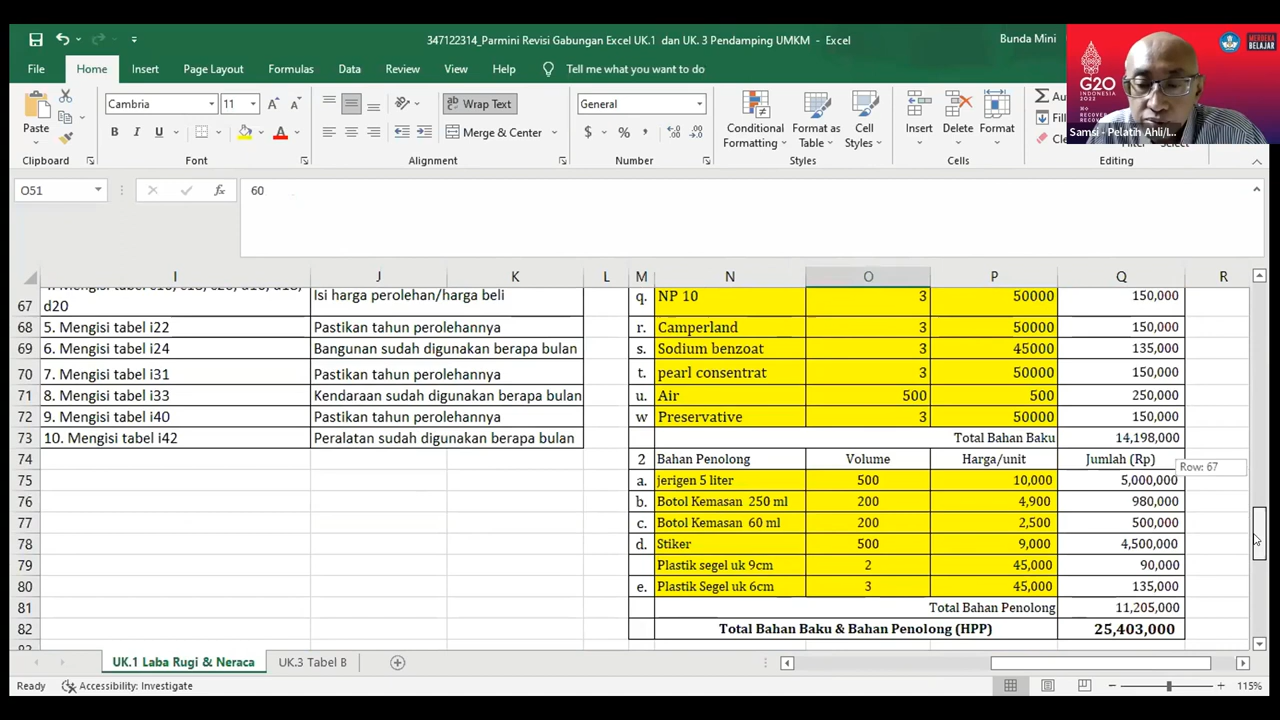 347122314_Parmini Revisi Gabungan Excel UK.1 dan UK. 3 Pendamping UMKM - Excel
Bunda Mini
File Home Insert Page Layout Formulas Data Review View Help Tell me what you want to do
G20
INDONESIA
2022
MERDEKA
BELAJAR
Samsi - Pelatih Ahli/I...
Paste
Cambria 11
Wrap Text
Merge & Center
General
Conditional Formatting
Format as Table
Cell Styles
Insert Delete Format
Clipboard Font Alignment Number Styles Cells Editing
O51 60
I J K L M N O P Q R
67 d20 Isi harga perolehan/harga beli q. NP 10 3 50000 150,000
68 5. Mengisi tabel i22 Pastikan tahun perolehannya r. Camperland 3 50000 150,000
69 6. Mengisi tabel i24 Bangunan sudah digunakan berapa bulan s. Sodium benzoat 3 45000 135,000
70 7. Mengisi tabel i31 Pastikan tahun perolehannya t. pearl consentrat 3 50000 150,000
71 8. Mengisi tabel i33 Kendaraan sudah digunakan berapa bulan u. Air 500 500 250,000
72 9. Mengisi tabel i40 Pastikan tahun perolehannya w Preservative 3 50000 150,000
73 10. Mengisi tabel i42 Peralatan sudah digunakan berapa bulan Total Bahan Baku 14,198,000
74 2 Bahan Penolong Volume Harga/unit Jumlah (Rp)
Row: 67
75 a. jerigen 5 liter 500 10,000 5,000,000
76 b. Botol Kemasan 250 ml 200 4,900 980,000
77 c. Botol Kemasan 60 ml 200 2,500 500,000
78 d. Stiker 500 9,000 4,500,000
79 Plastik segel uk 9cm 2 45,000 90,000
80 e. Plastik Segel uk 6cm 3 45,000 135,000
81 Total Bahan Penolong 11,205,000
82 Total Bahan Baku & Bahan Penolong (HPP) 25,403,000
UK.1 Laba Rugi & Neraca UK.3 Tabel B
Ready Accessibility: Investigate 115%